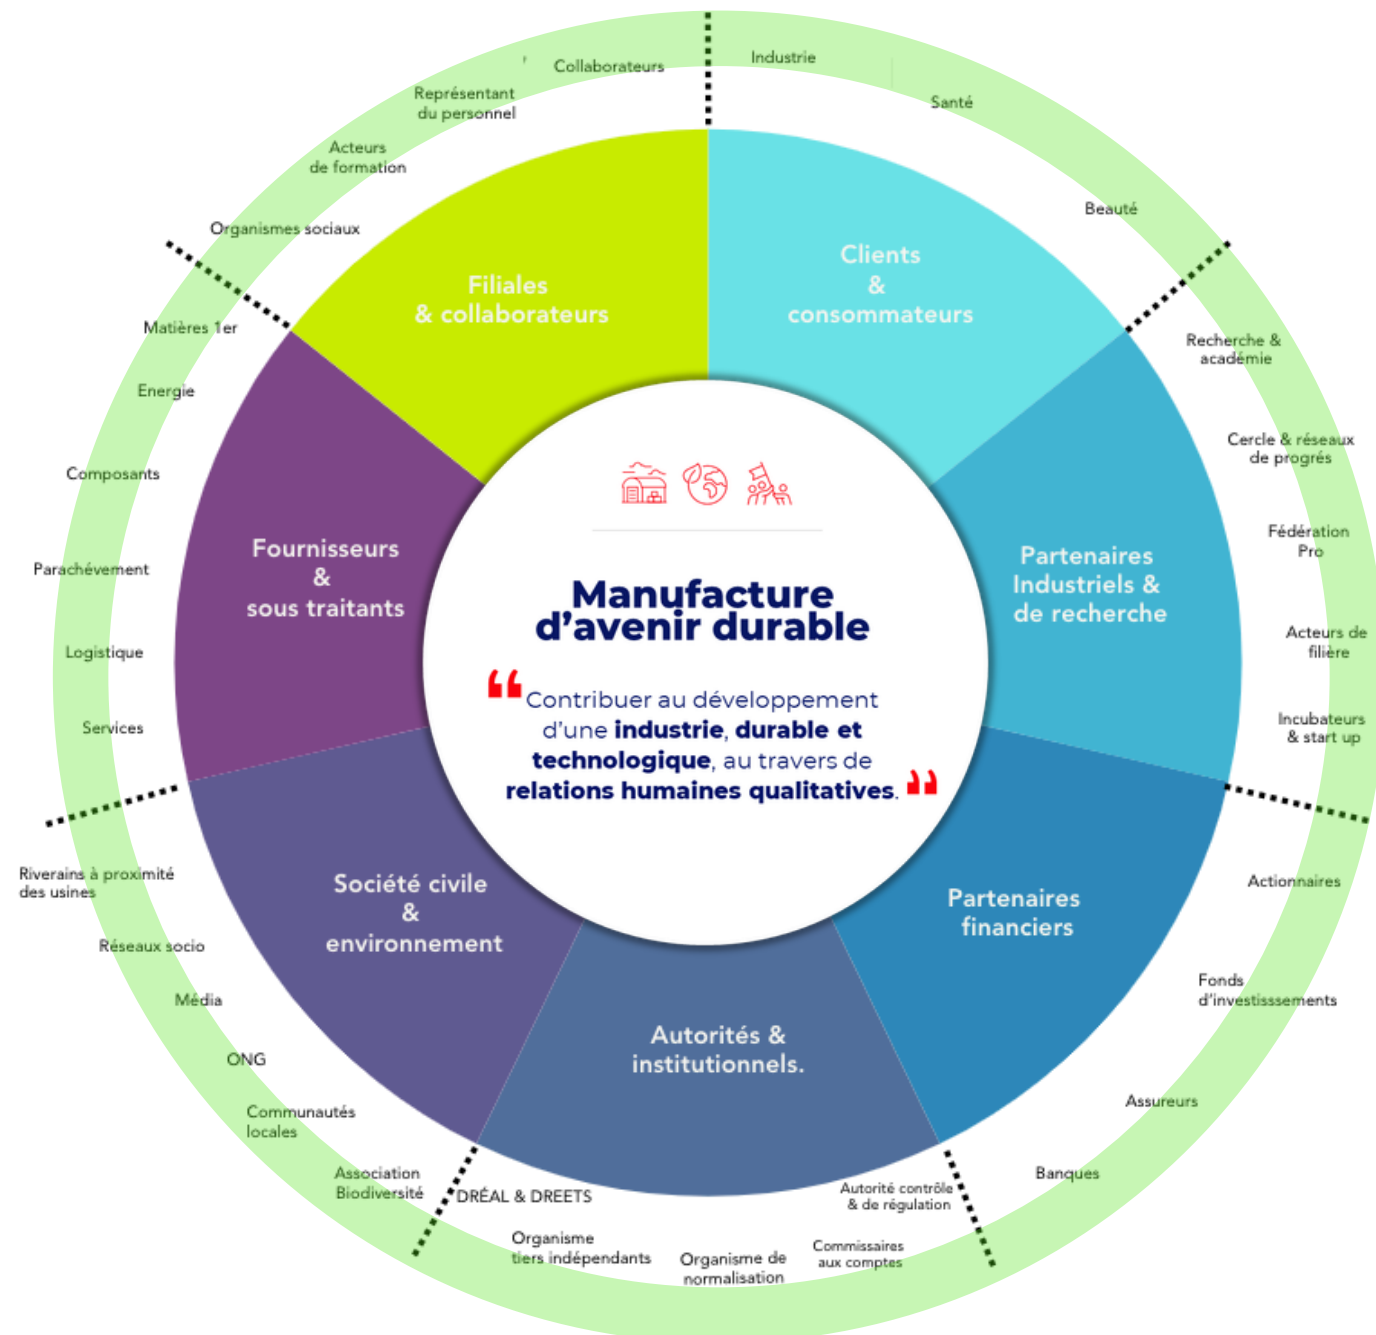 Collaborateurs
Industrie
Représentant
du personnel
Santé
Acteurs
de formation
Organismes sociaux
Beauté
Filiales
& collaborateurs
Clients
&
consommateurs
Matières 1er
Energie
Composants
Parachévement
Logistique
Services
Fournisseurs
&
sous traitants
Manufacture
d’avenir durable
“Contribuer au développement
d’une industrie, durable et
technologique, au travers de
relations humaines qualitatives.”
Partenaires
Industriels &
de recherche
Recherche &
académie
Cercle & réseaux
de progrés
Fédération
Pro
Acteurs de
filière
Incubateurs
& start up
Société civile
&
environnement
Riverains à proximité
des usines
Réseaux socio
Média
ONG
Communautés
locales
Association
Biodiversité
Autorités &
institutionnels.
DRÉAL & DREETS
Organisme
tiers indépendants
Organisme de
normalisation
Commissaires
aux comptes
Autorité contrôle
& de régulation
Partenaires
financiers
Actionnaires
Fonds
d’investisssements
Assureurs
Banques